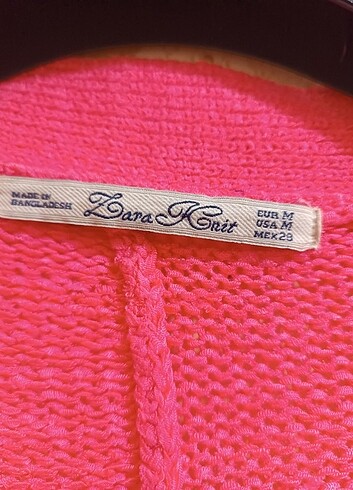 MADE IN
BANGLADESH
Zara Knit
EUR M
USA M
MEX 28